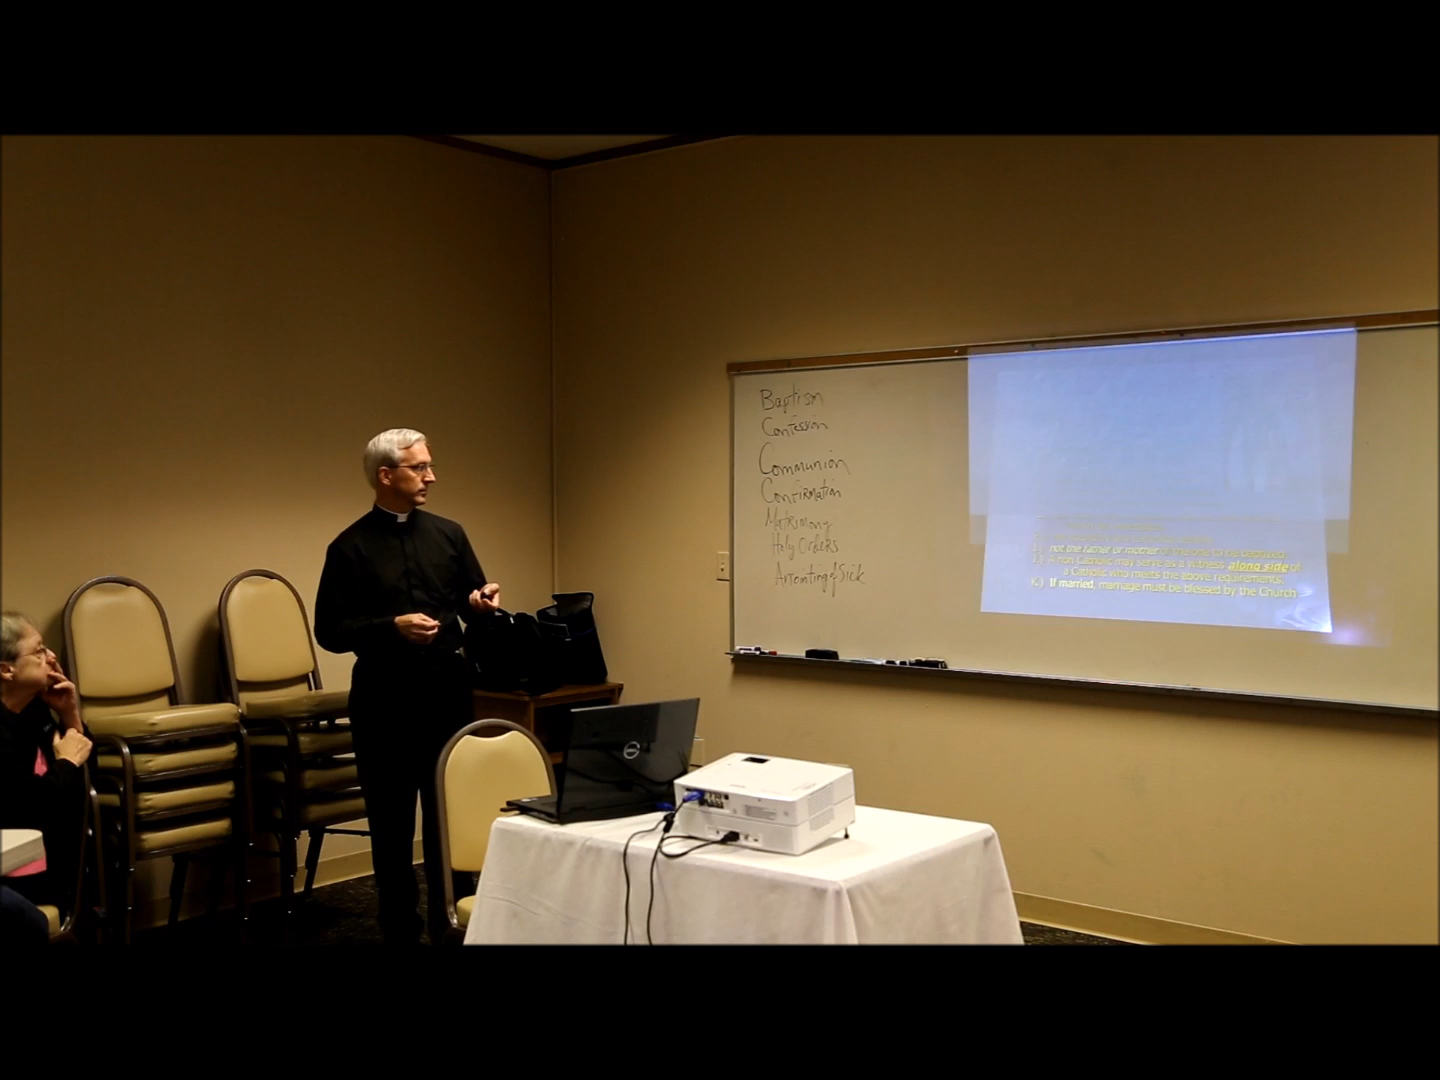 Baptism
Confession
Communion
Confirmation
Matrimony
Holy Orders
Annointing of Sick
I.) not the father or mother of the one to be baptized.
J.) A non Catholic may serve as a witness along side of
a Catholic who meets the above requirements.
K.) If married, marriage must be blessed by the Church
DELL